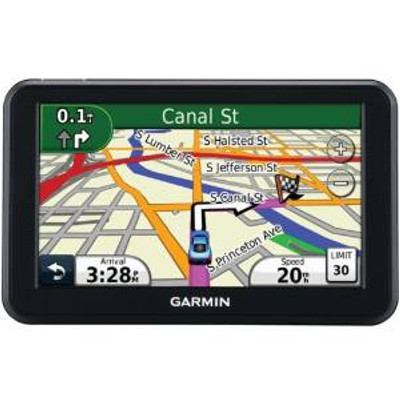 0.1
Canal St
S Lumber St
S Halsted St
S Jefferson St
S Canal St
S Princeton Ave
Arrival
3:28 PM
Speed
20 m/h
LIMIT
30
GARMIN